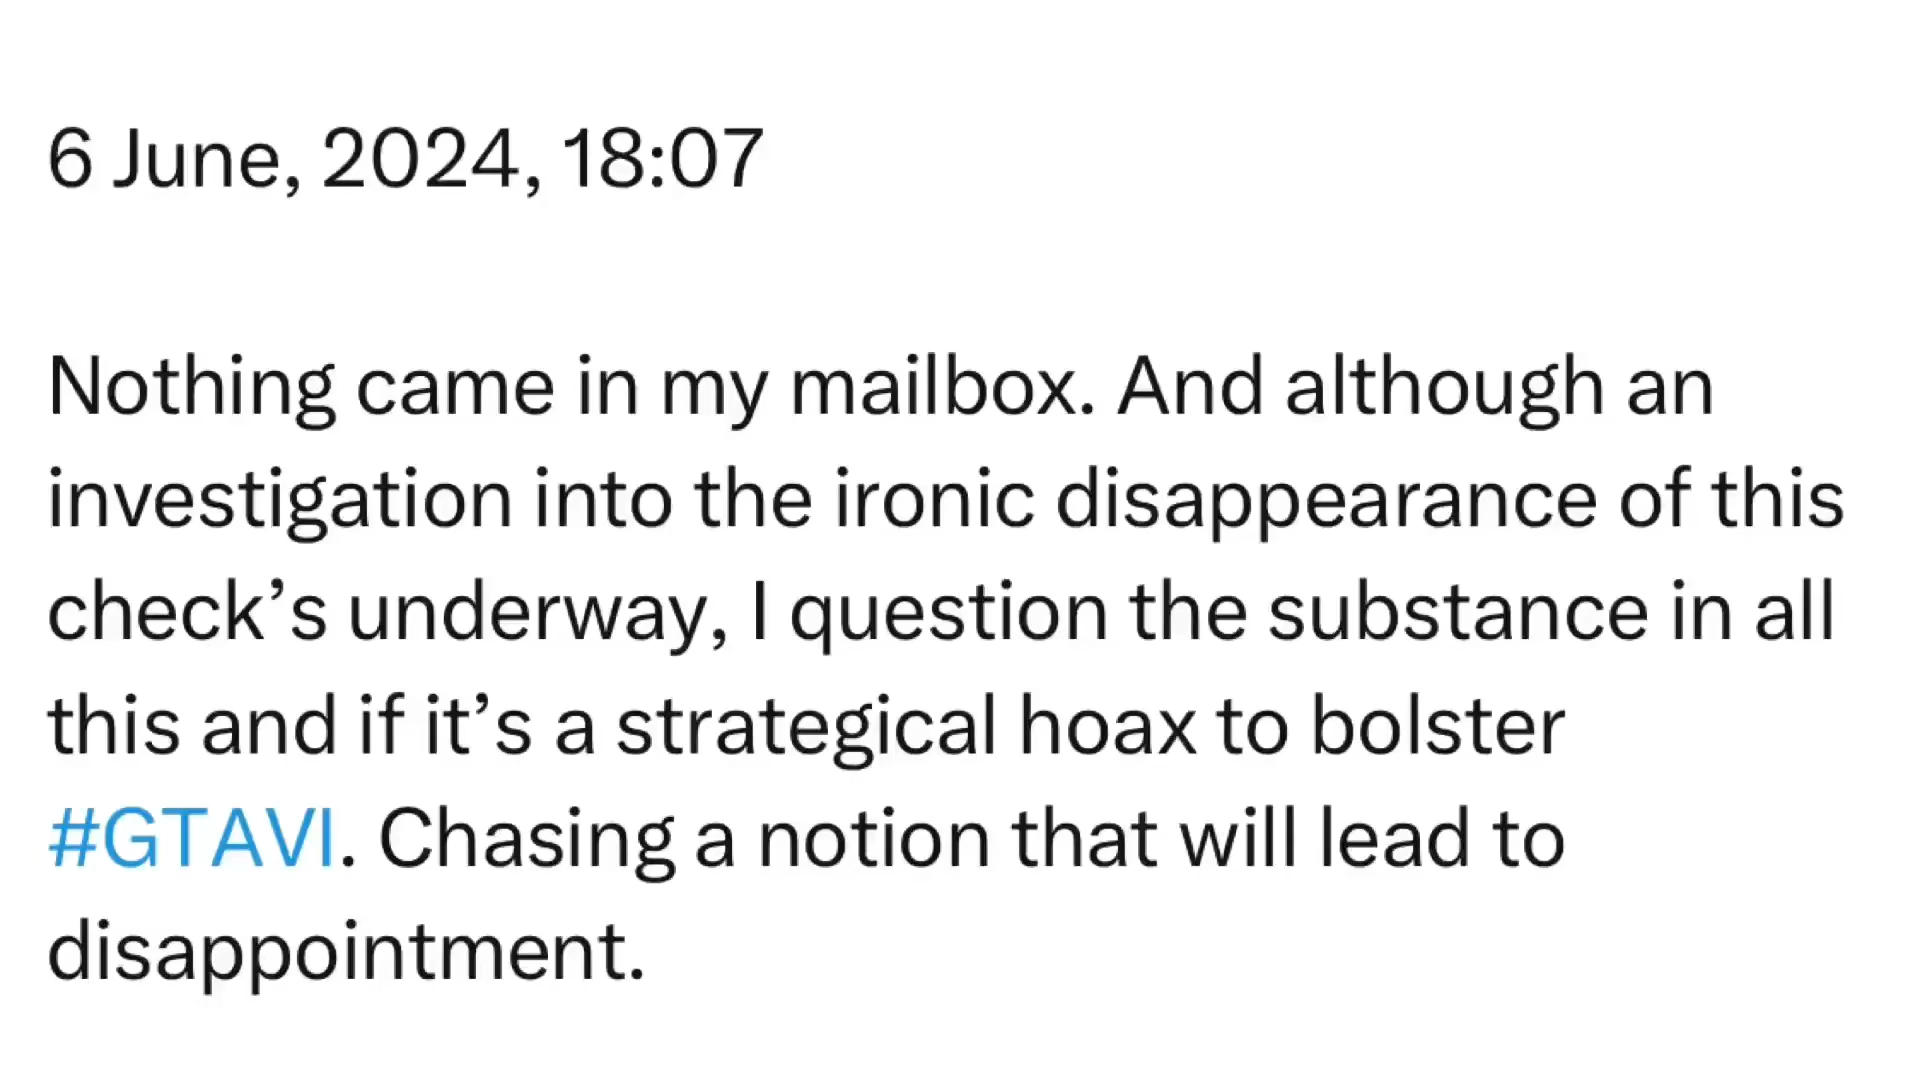 6 June, 2024, 18:07
Nothing came in my mailbox. And although an
investigation into the ironic disappearance of this
check’s underway, I question the substance in all
this and if it’s a strategical hoax to bolster
#GTAVI. Chasing a notion that will lead to
disappointment.